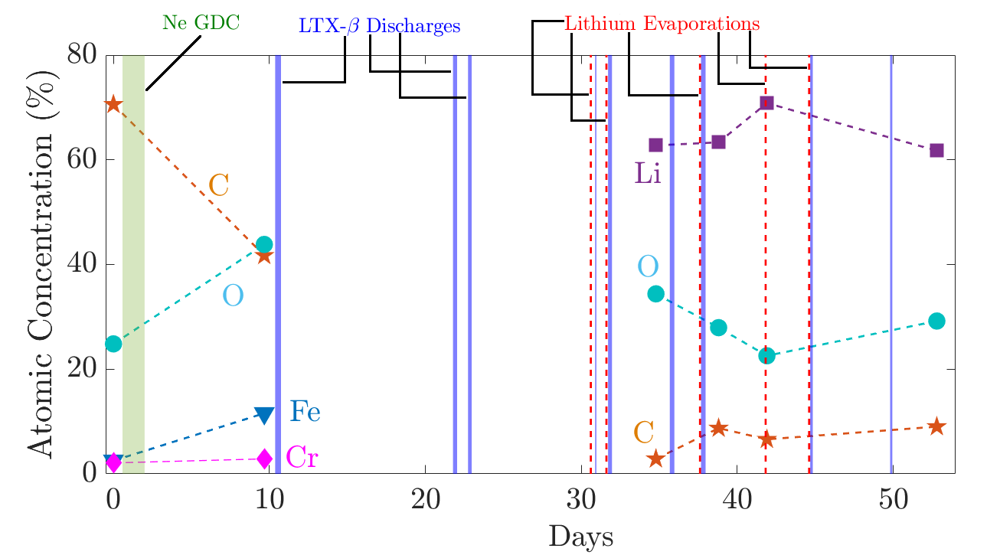 Ne GDC
LTX-β Discharges
Lithium Evaporations
80
60
40
20
0
Atomic Concentration (%)
C
O
Fe
Cr
Li
O
C
0 10 20 30 40 50
Days